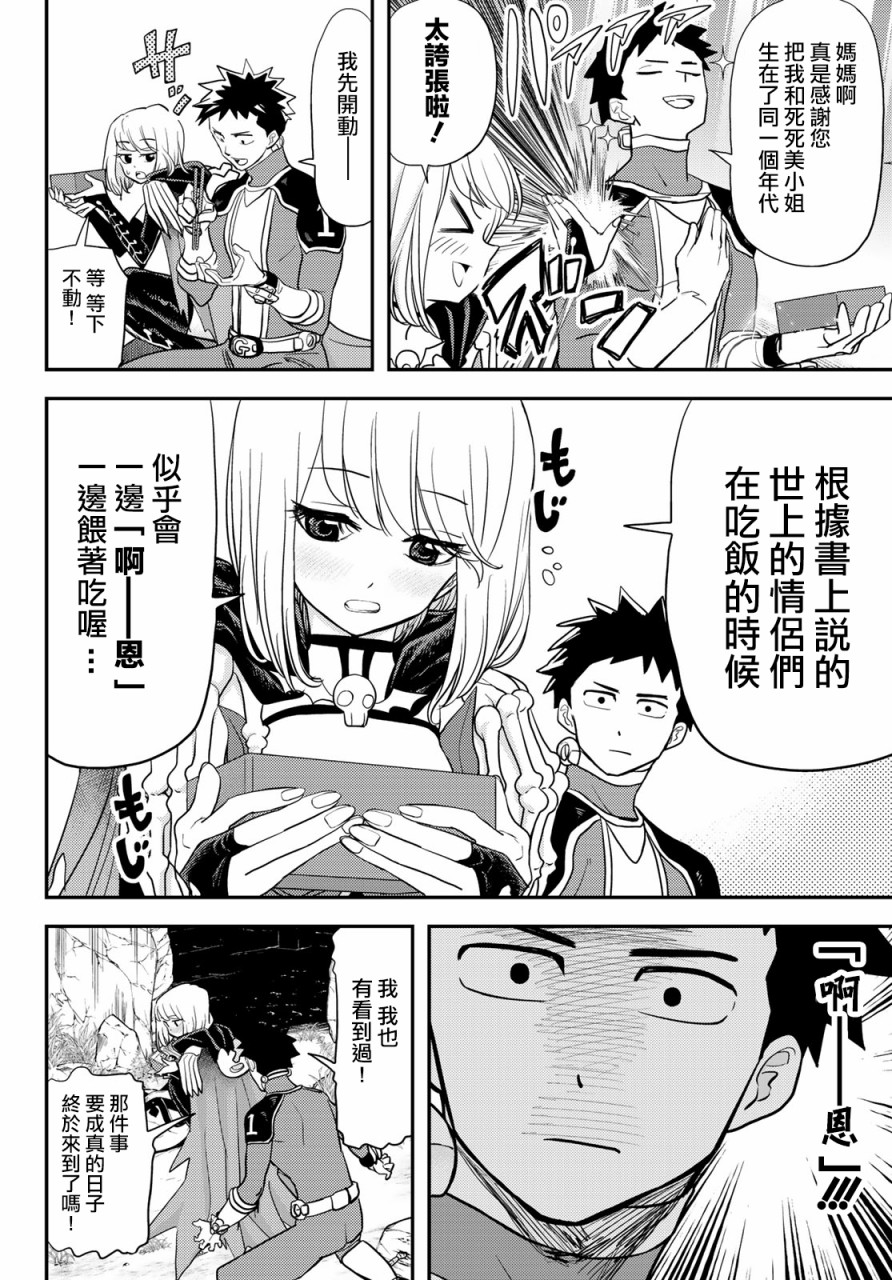 媽媽啊
真是感謝您
把我和死死美小姐
生在了同一個年代
太誇張啦！
我先開動——
等 等下
不動！
1
G
根據書上說的
世上的情侶們
在吃飯的時候
もじ
似乎會
一邊「啊——恩」
一邊餵著吃喔…
もじ
『啊——恩』!!!
我 我也
有看到過！
那件事
要成真的日子
終於來到了嗎！
1